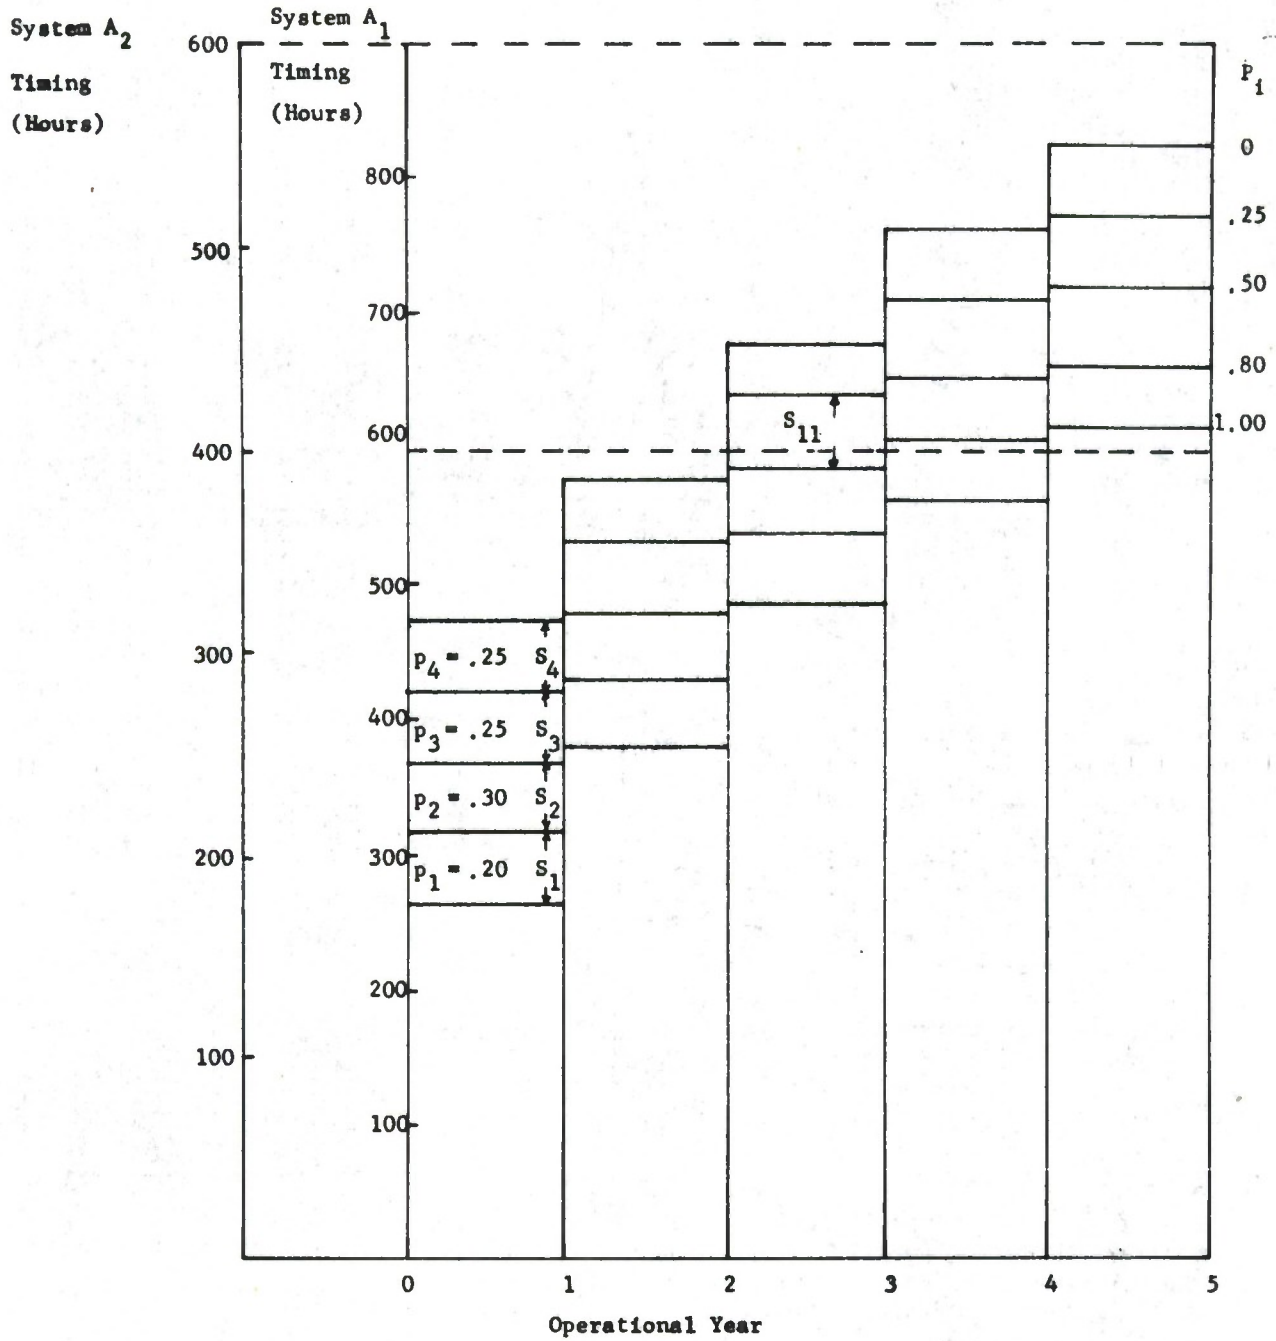 System A₂
Timing
(Hours)
600
500
400
300
200
100
System A₁
Timing
(Hours)
800
700
600
500
400
300
200
100
Pᵢ
0
.25
.50
.80
1.00
S₁₁
p₄ = .25 S₄
p₃ = .25 S₃
p₂ = .30 S₂
p₁ = .20 S₁
0 1 2 3 4 5
Operational Year